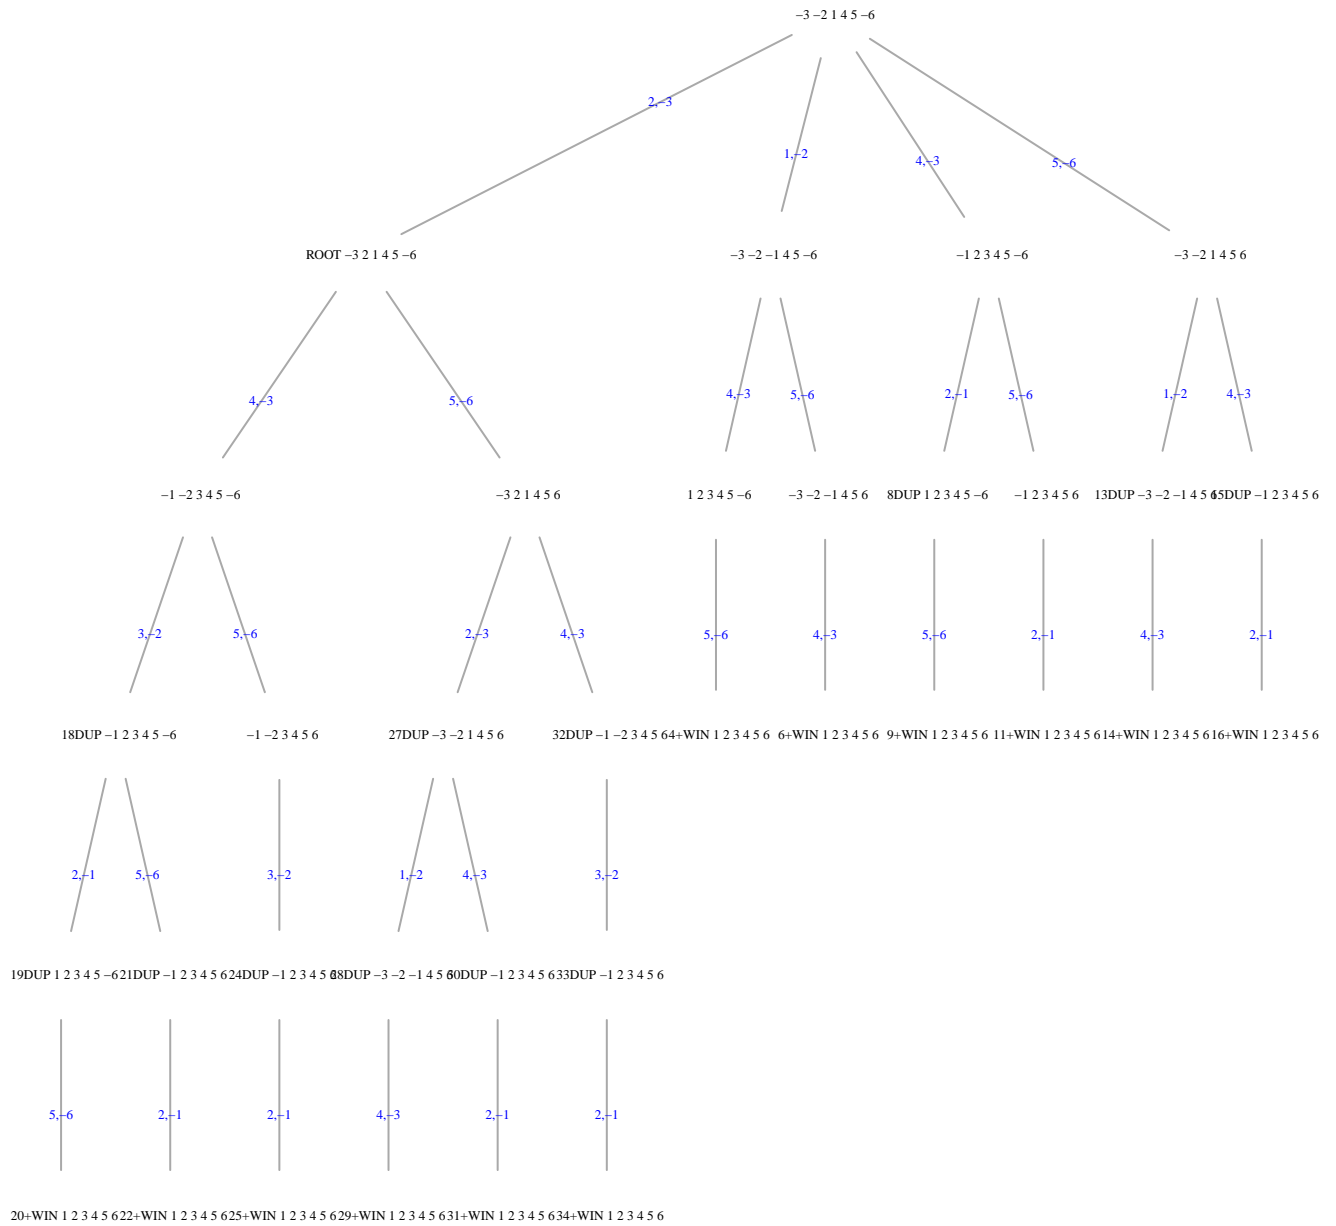 −3 −2 1 4 5 −6
2,−3
1,−2
4,−3
5,−6
ROOT −3 2 1 4 5 −6
−3 −2 −1 4 5 −6
−1 2 3 4 5 −6
−3 −2 1 4 5 6
4,−3
5,−6
4,−3
5,−6
2,−1
5,−6
1,−2
4,−3
−1 −2 3 4 5 −6
−3 2 1 4 5 6
1 2 3 4 5 −6
−3 −2 −1 4 5 6
8DUP 1 2 3 4 5 −6
−1 2 3 4 5 6
13DUP −3 −2 −1 4 5 6
15DUP −1 2 3 4 5 6
3,−2
5,−6
2,−3
4,−3
5,−6
4,−3
5,−6
2,−1
4,−3
2,−1
18DUP −1 2 3 4 5 −6
−1 −2 3 4 5 6
27DUP −3 −2 1 4 5 6
32DUP −1 −2 3 4 5 6
4+WIN 1 2 3 4 5 6
6+WIN 1 2 3 4 5 6
9+WIN 1 2 3 4 5 6
11+WIN 1 2 3 4 5 6
14+WIN 1 2 3 4 5 6
16+WIN 1 2 3 4 5 6
2,−1
5,−6
3,−2
1,−2
4,−3
3,−2
19DUP 1 2 3 4 5 −6
21DUP −1 2 3 4 5 6
24DUP −1 2 3 4 5 6
28DUP −3 −2 −1 4 5 6
30DUP −1 2 3 4 5 6
33DUP −1 2 3 4 5 6
5,−6
2,−1
2,−1
4,−3
2,−1
2,−1
20+WIN 1 2 3 4 5 6
22+WIN 1 2 3 4 5 6
25+WIN 1 2 3 4 5 6
29+WIN 1 2 3 4 5 6
31+WIN 1 2 3 4 5 6
34+WIN 1 2 3 4 5 6